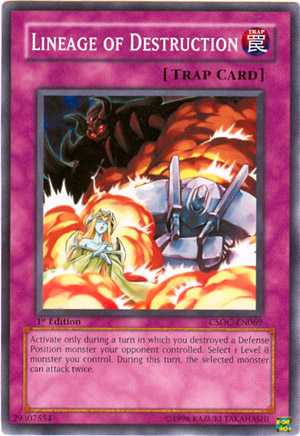 LINEAGE OF DESTRUCTION
TRAP
罠
[TRAP CARD]
1st Edition
CSOC-EN069
Activate only during a turn in which you destroyed a Defense
Position monster your opponent controlled. Select 1 Level 8
monster you control. During this turn, the selected monster
can attack twice.
29307554
©1996 KAZUKI TAKAHASHI